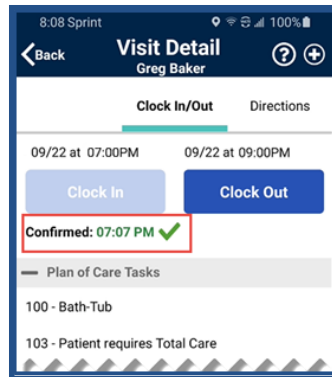 8:08 Sprint 100%
Back Visit Detail
Greg Baker
Clock In/Out Directions
09/22 at 07:00PM 09/22 at 09:00PM
Clock In Clock Out
Confirmed: 07:07 PM
Plan of Care Tasks
100 - Bath-Tub
103 - Patient requires Total Care